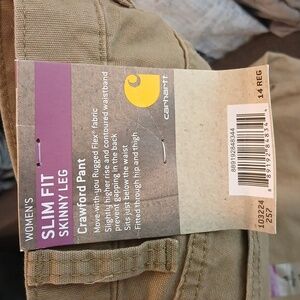 WOMEN'S
SLIM FIT
SKINNY LEG
Crawford Pant
Move-with-you Rugged Flex® fabric
Slightly higher rise and contoured waistband
prevent gapping in the back
Sits just below the waist
Fitted through hip and thigh
carhartt
889192848344
14 REG
103224
257